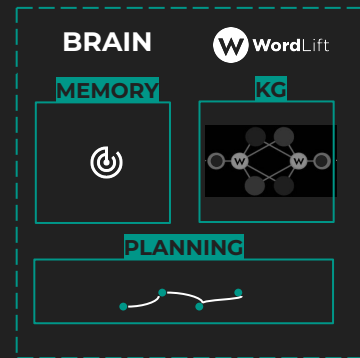 BRAIN
W WordLift
MEMORY
KG
W W
PLANNING